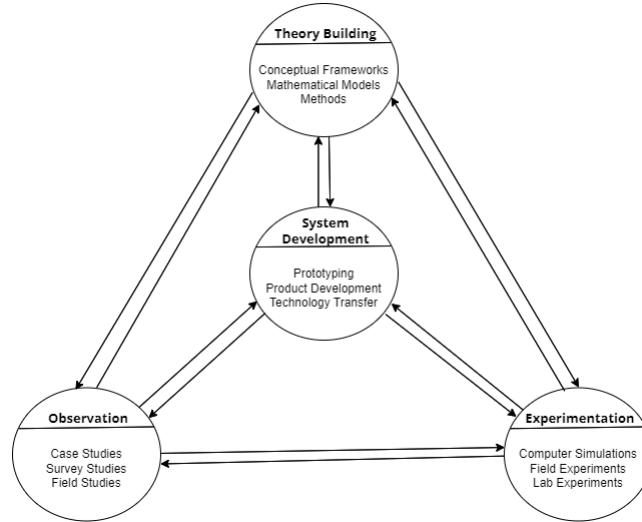 Theory Building
Conceptual Frameworks
Mathematical Models
Methods
System
Development
Prototyping
Product Development
Technology Transfer
Observation
Case Studies
Survey Studies
Field Studies
Experimentation
Computer Simulations
Field Experiments
Lab Experiments